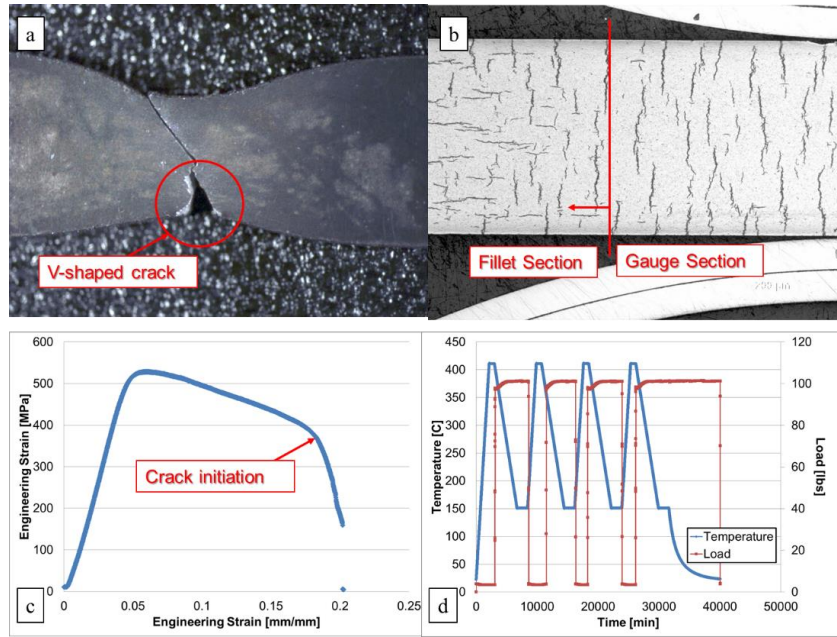 a
V-shaped crack
b
Fillet Section
Gauge Section
200 µm
600
500
400
300
200
100
0
Engineering Strain [MPa]
Crack initiation
0
0.05
0.1
0.15
0.2
0.25
Engineering Strain [mm/mm]
c
450
400
350
300
250
200
150
100
50
0
Temperature [C]
120
100
80
60
40
20
0
Load [lbs]
Temperature
Load
0
10000
20000
30000
40000
50000
Time [min]
d